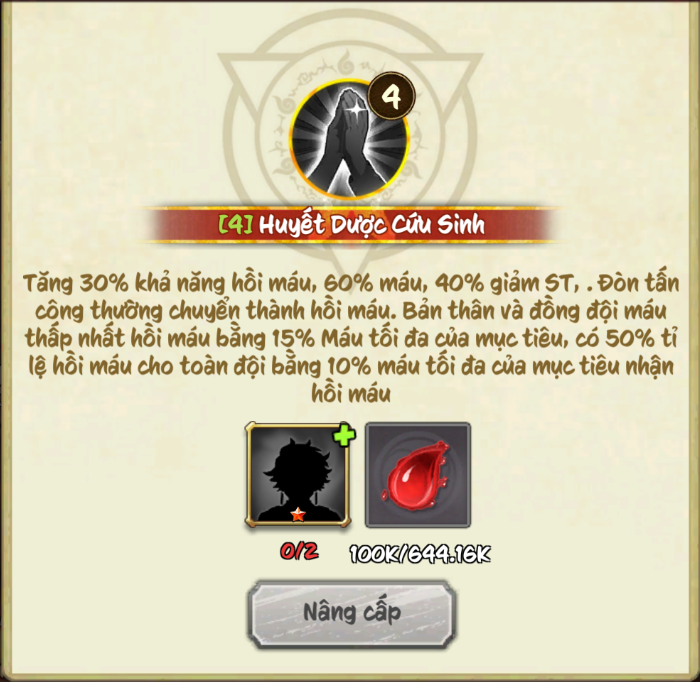 4
[4] Huyết Dược Cứu Sinh
Tăng 30% khả năng hồi máu, 60% máu, 40% giảm ST, . Đòn tấn
công thường chuyển thành hồi máu. Bản thân và đồng đội máu
thấp nhất hồi máu bằng 15% Máu tối đa của mục tiêu, có 50% tỉ
lệ hồi máu cho toàn đội bằng 10% máu tối đa của mục tiêu nhận
hồi máu
0/2 100K/644.16K
Nâng cấp